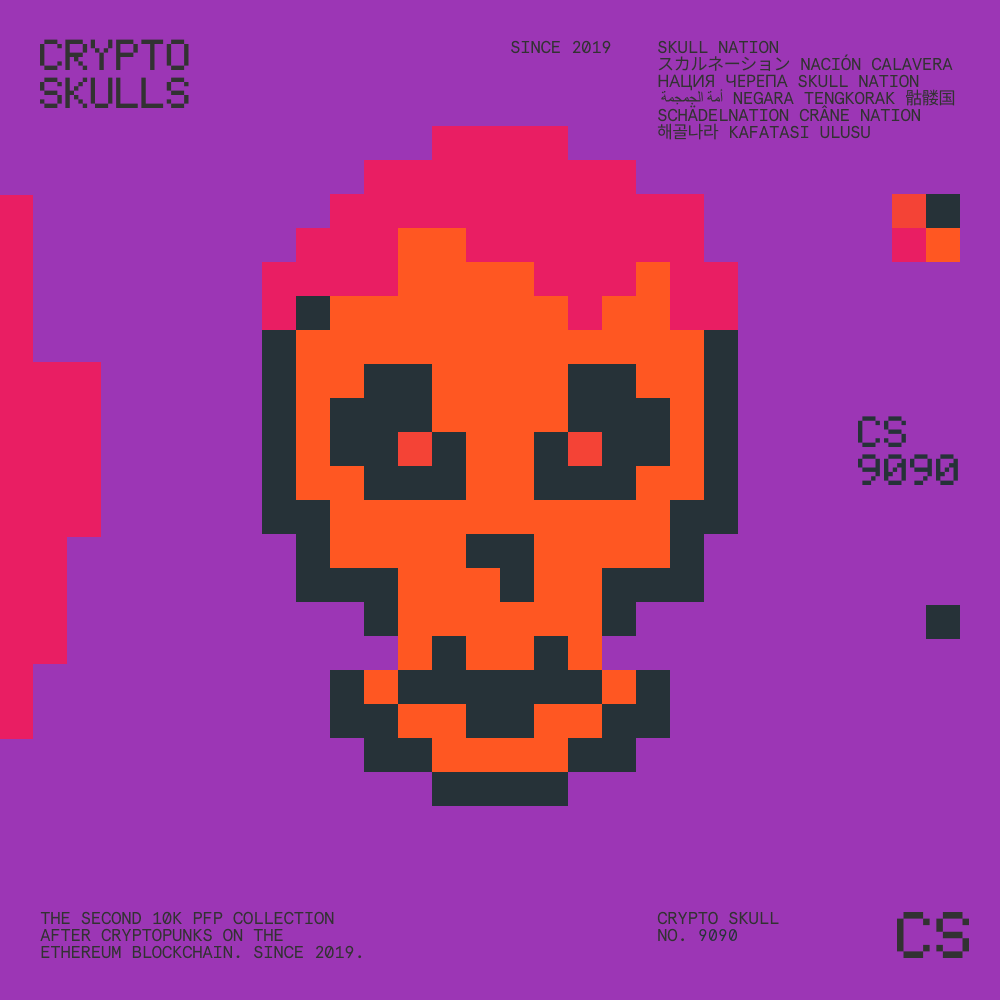 CRYPTO
SKULLS
SINCE 2019
SKULL NATION
スカルネーション NACIÓN CALAVERA
НАЦИЯ ЧЕРЕПА SKULL NATION
أمة الجمجمة NEGARA TENGKORAK 骷髅国
SCHÄDELNATION CRÂNE NATION
해골나라 KAFATASI ULUSU
CS
9090
THE SECOND 10K PFP COLLECTION
AFTER CRYPTOPUNKS ON THE
ETHEREUM BLOCKCHAIN. SINCE 2019.
CRYPTO SKULL
NO. 9090
CS